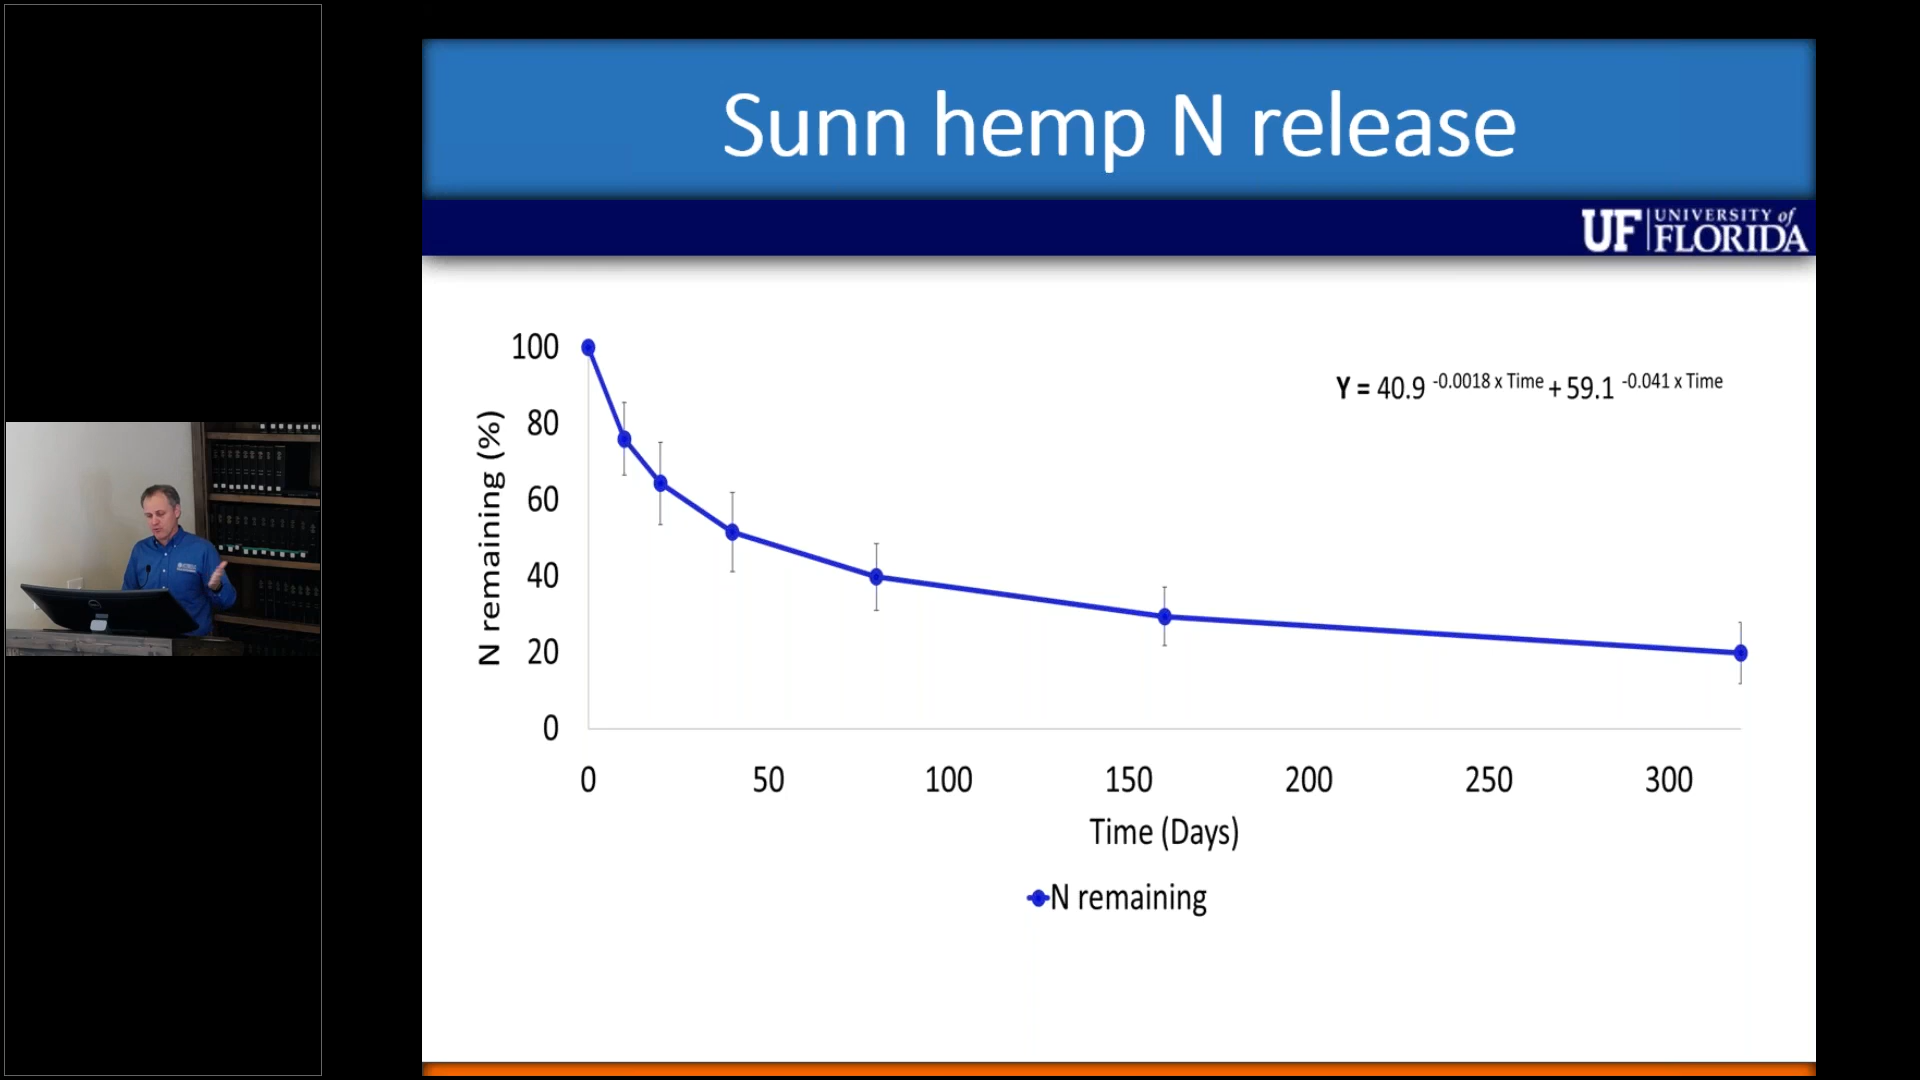 Sunn hemp N release
UF UNIVERSITY of FLORIDA
Y = 40.9 -0.0018 x Time + 59.1 -0.041 x Time
N remaining (%)
100
80
60
40
20
0
0 50 100 150 200 250 300
Time (Days)
N remaining